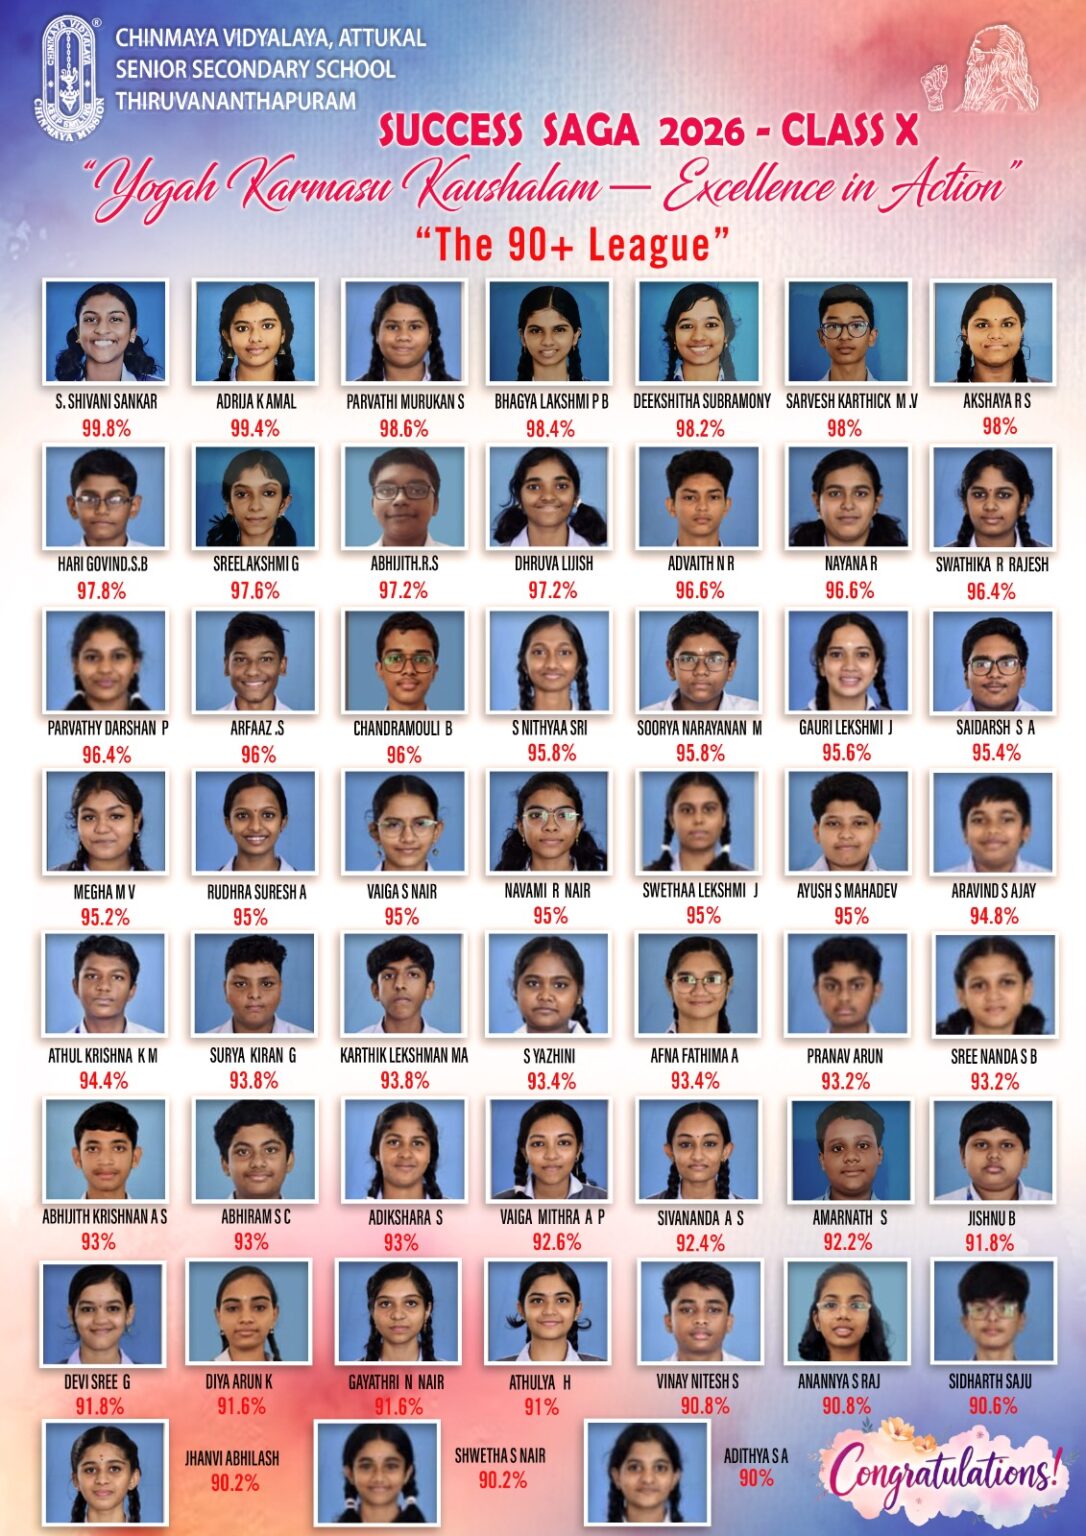 CHINMAYA VIDYALAYA
KEEP SMILING
CHINMAYA MISSION
®
CHINMAYA VIDYALAYA, ATTUKAL
SENIOR SECONDARY SCHOOL
THIRUVANANTHAPURAM
SUCCESS SAGA 2026 - CLASS X
“Yogah Karmasu Kaushalam — Excellence in Action”
“The 90+ League”
S. SHIVANI SANKAR ADRIJA K AMAL PARVATHI MURUKAN S BHAGYA LAKSHMI P B DEEKSHITHA SUBRAMONY SARVESH KARTHICK M .V AKSHAYA R S
99.8% 99.4% 98.6% 98.4% 98.2% 98% 98%
HARI GOVIND.S.B SREELAKSHMI G ABHIJITH.R.S DHRUVA LIJISH ADVAITH N R NAYANA R SWATHIKA R RAJESH
97.8% 97.6% 97.2% 97.2% 96.6% 96.6% 96.4%
PARVATHY DARSHAN P ARFAAZ .S CHANDRAMOULI B S NITHYAA SRI SOORYA NARAYANAN M GAURI LEKSHMI J SAIDARSH S A
96.4% 96% 96% 95.8% 95.8% 95.6% 95.4%
MEGHA M V RUDHRA SURESH A VAIGA S NAIR NAVAMI R NAIR SWETHAA LEKSHMI J AYUSH S MAHADEV ARAVIND S AJAY
95.2% 95% 95% 95% 95% 95% 94.8%
ATHUL KRISHNA K M SURYA KIRAN G KARTHIK LEKSHMAN MA S YAZHINI AFNA FATHIMA A PRANAV ARUN SREE NANDA S B
94.4% 93.8% 93.8% 93.4% 93.4% 93.2% 93.2%
ABHIJITH KRISHNAN A S ABHIRAM S C ADIKSHARA S VAIGA MITHRA A P SIVANANDA A S AMARNATH S JISHNU B
93% 93% 93% 92.6% 92.4% 92.2% 91.8%
DEVI SREE G DIYA ARUN K GAYATHRI N NAIR ATHULYA H VINAY NITESH S ANANNYA S RAJ SIDHARTH SAJU
91.8% 91.6% 91.6% 91% 90.8% 90.8% 90.6%
JHANVI ABHILASH SHWETHA S NAIR ADITHYA S A
90.2% 90.2% 90%
Congratulations!